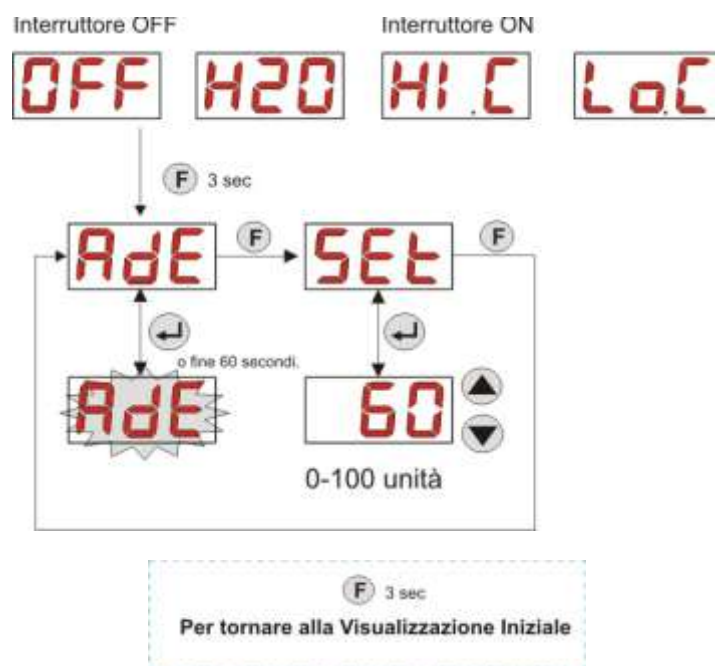 Interruttore OFF Interruttore ON
OFF H2O HI.C Lo.C
F 3 sec
AdE F SEt F
o fine 60 secondi.
AdE 60
0-100 unità
F 3 sec
Per tornare alla Visualizzazione Iniziale